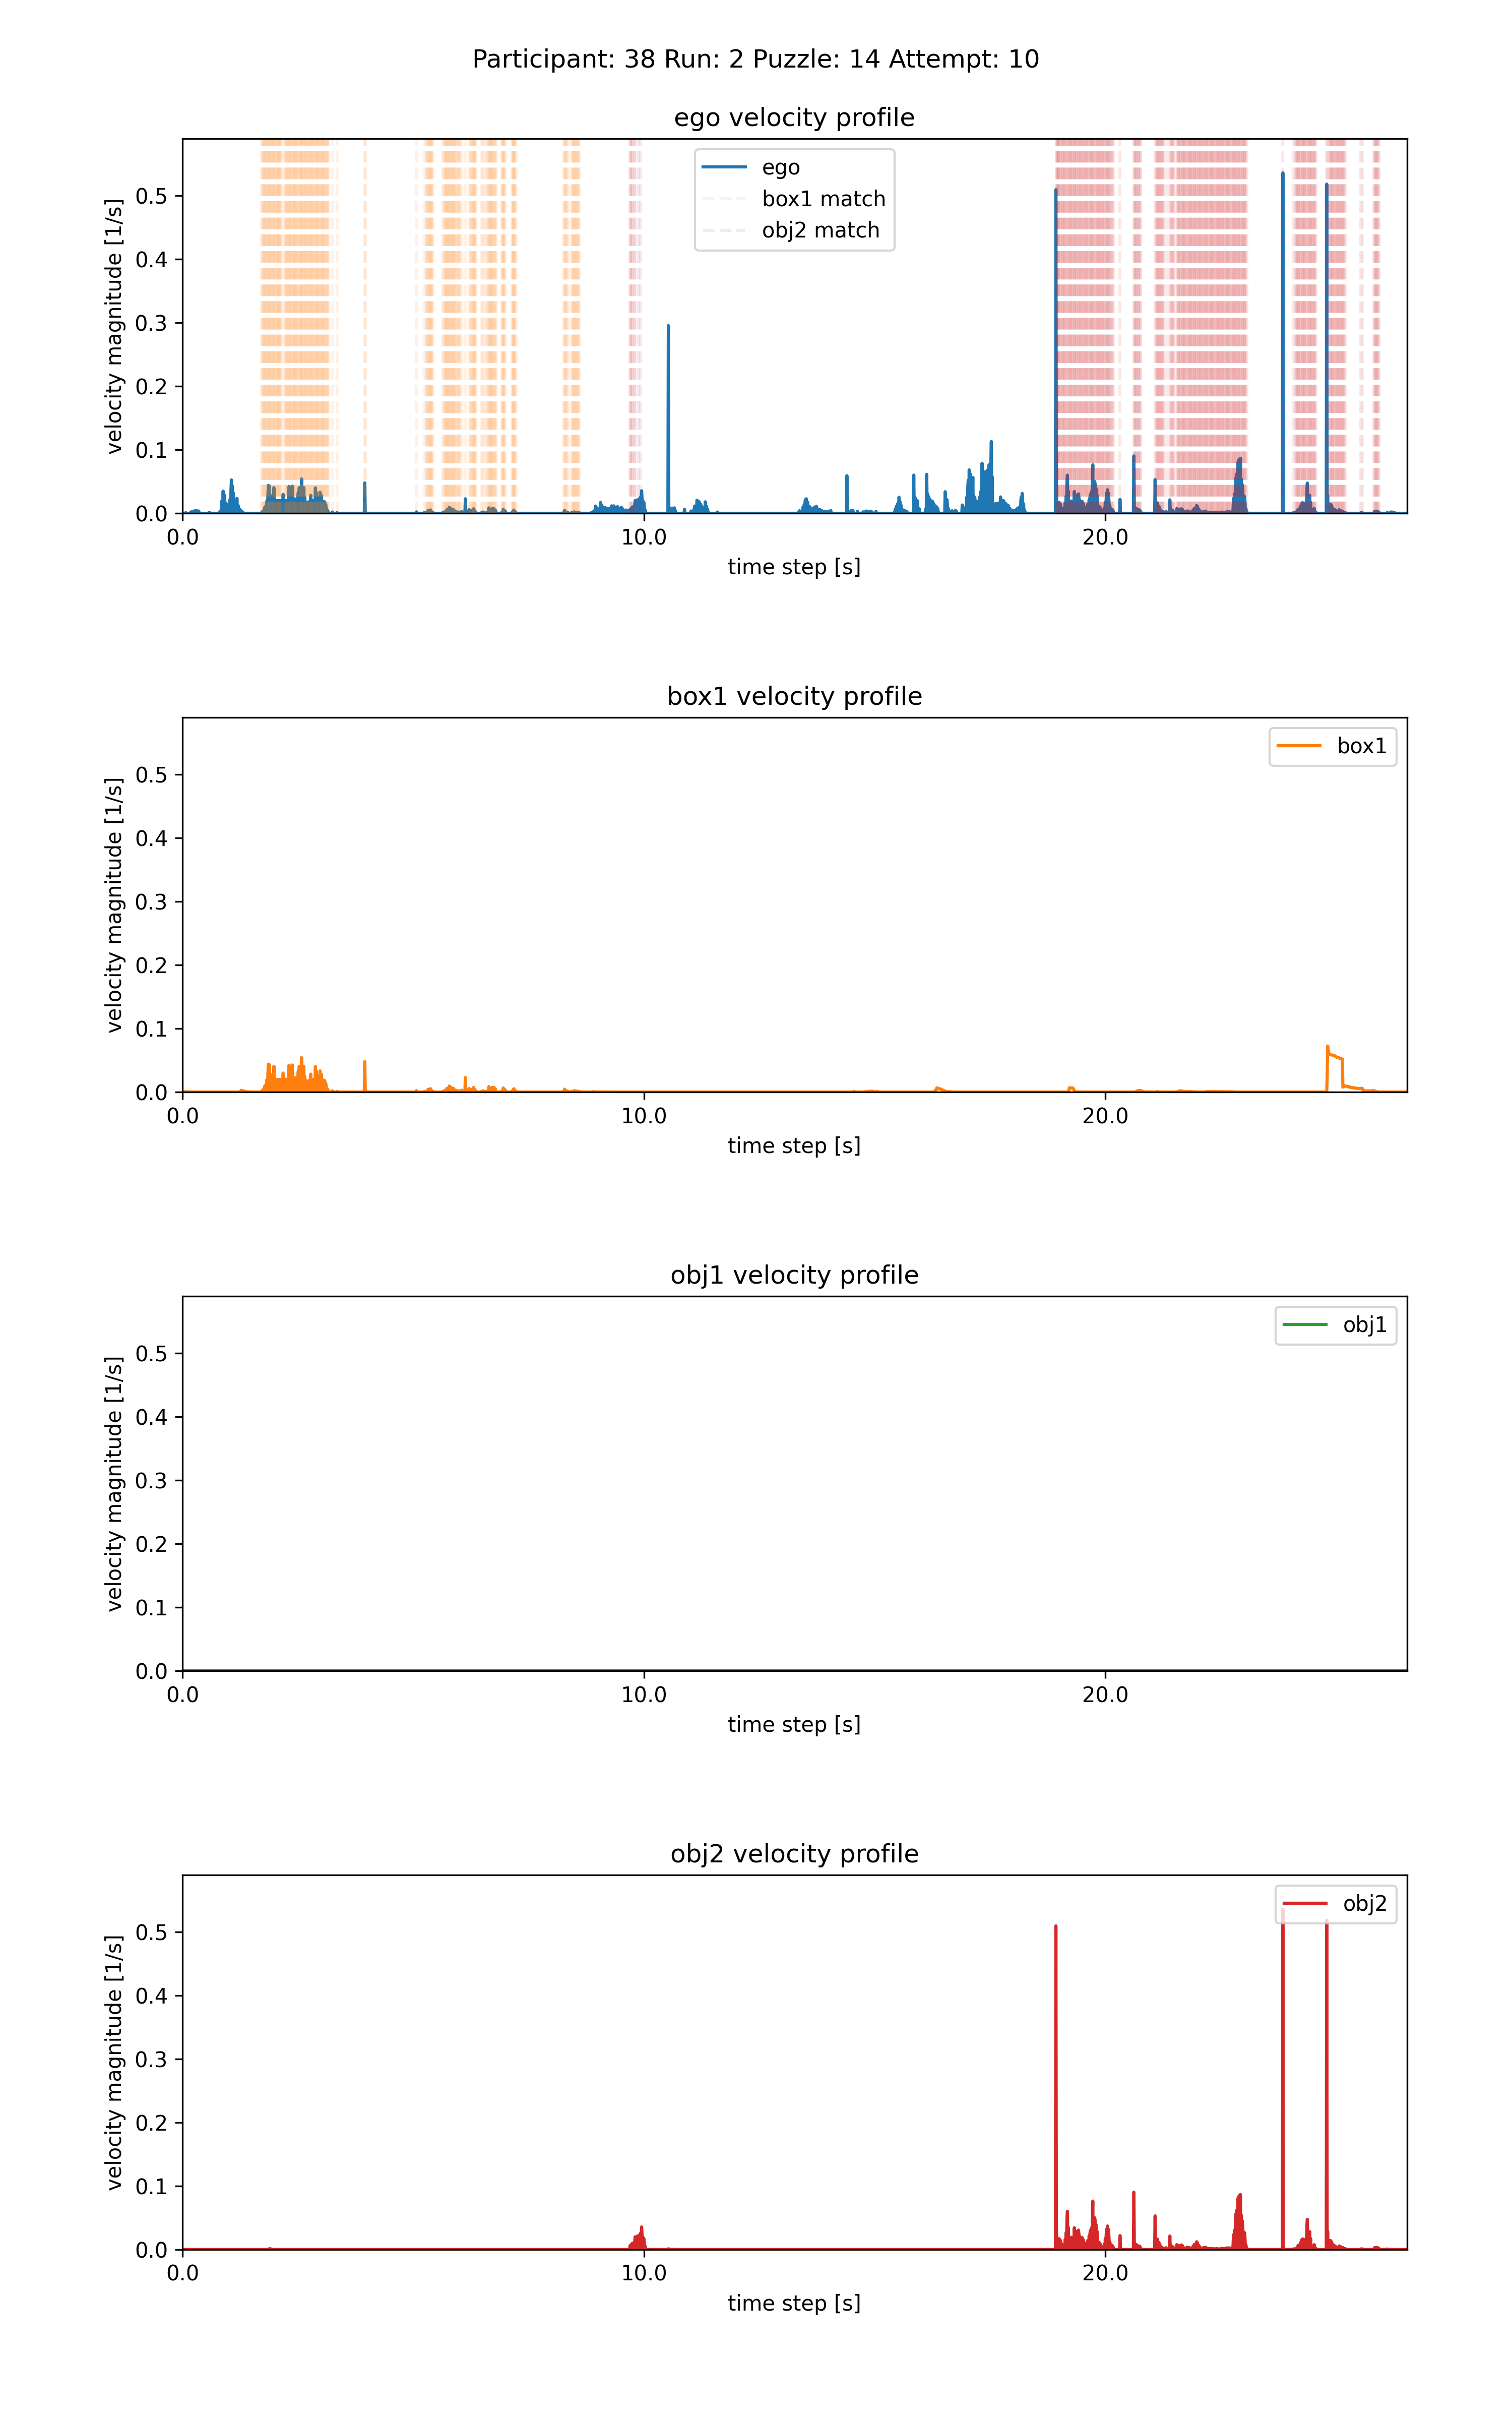 Participant: 38 Run: 2 Puzzle: 14 Attempt: 10
ego velocity profile
velocity magnitude [1/s]
0.5
0.4
0.3
0.2
0.1
0.0
ego
box1 match
obj2 match
0.0 10.0 20.0
time step [s]
box1 velocity profile
velocity magnitude [1/s]
0.5
0.4
0.3
0.2
0.1
0.0
box1
0.0 10.0 20.0
time step [s]
obj1 velocity profile
velocity magnitude [1/s]
0.5
0.4
0.3
0.2
0.1
0.0
obj1
0.0 10.0 20.0
time step [s]
obj2 velocity profile
velocity magnitude [1/s]
0.5
0.4
0.3
0.2
0.1
0.0
obj2
0.0 10.0 20.0
time step [s]